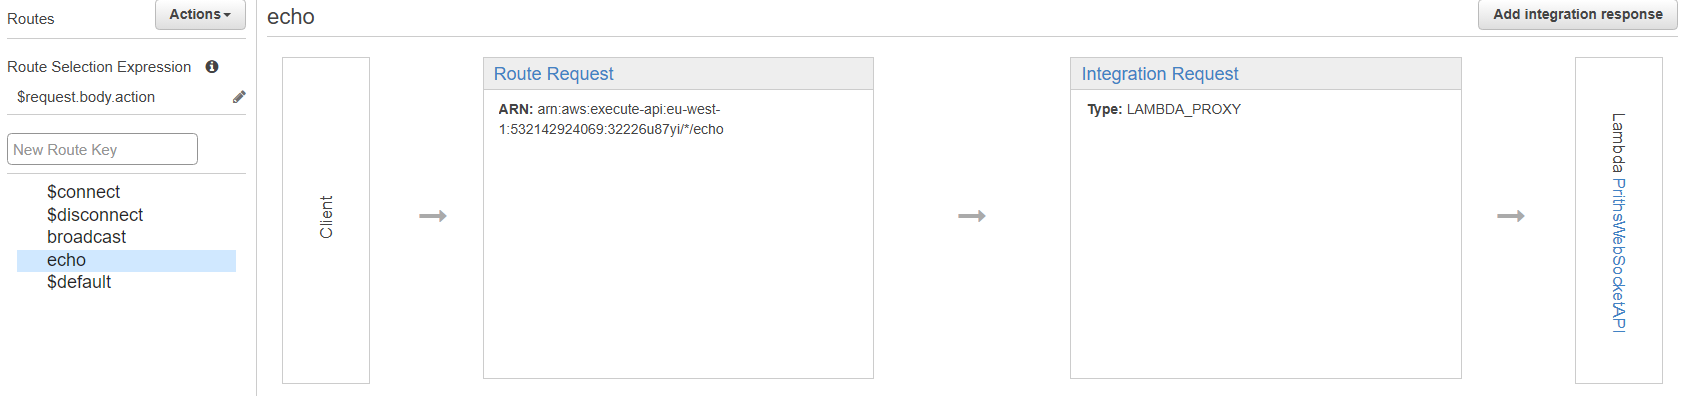 Routes
Actions
Route Selection Expression
$request.body.action
New Route Key
$connect
$disconnect
broadcast
echo
$default
echo
Add integration response
Client
Route Request
ARN: arn:aws:execute-api:eu-west-
1:532142924069:32226u87yi/*/echo
Integration Request
Type: LAMBDA_PROXY
Lambda PrithsWebSocketAPI